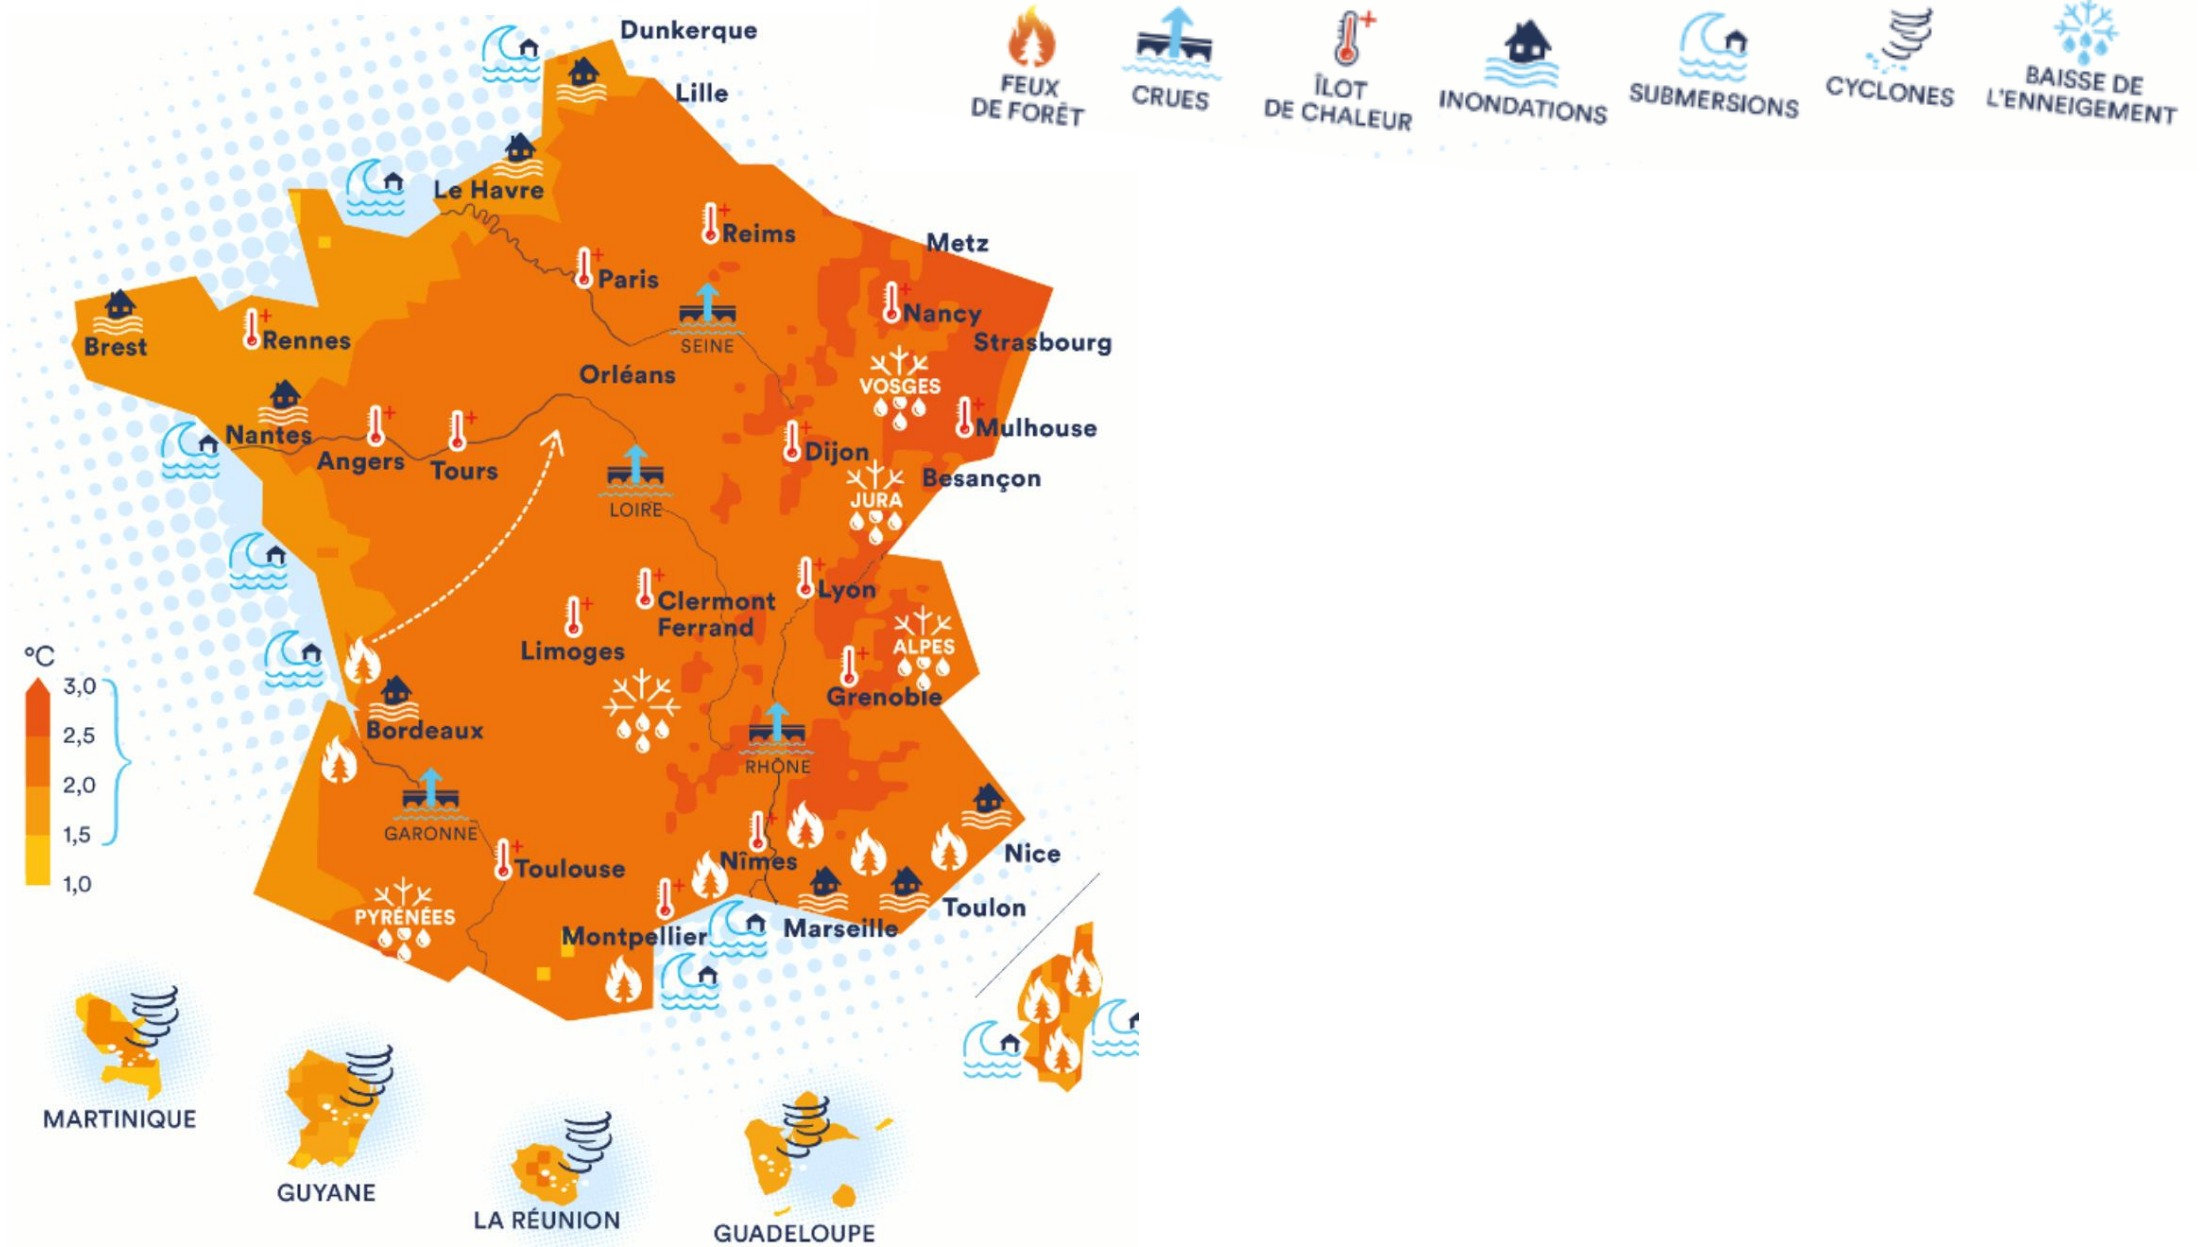 FEUX
DE FORÊT
CRUES
ÎLOT
DE CHALEUR
INONDATIONS
SUBMERSIONS
CYCLONES
BAISSE DE
L'ENNEIGEMENT
Dunkerque
Lille
Le Havre
Reims
Metz
Paris
Nancy
SEINE
Brest
Rennes
Strasbourg
Orléans
VOSGES
Nantes
Mulhouse
Angers
Tours
Dijon
Besançon
JURA
LOIRE
Lyon
Clermont
Ferrand
Limoges
ALPES
Grenoble
°C
3,0
2,5
2,0
1,5
1,0
Bordeaux
RHÔNE
GARONNE
Nîmes
Nice
Toulouse
Toulon
PYRÉNÉES
Montpellier
Marseille
MARTINIQUE
GUYANE
LA RÉUNION
GUADELOUPE